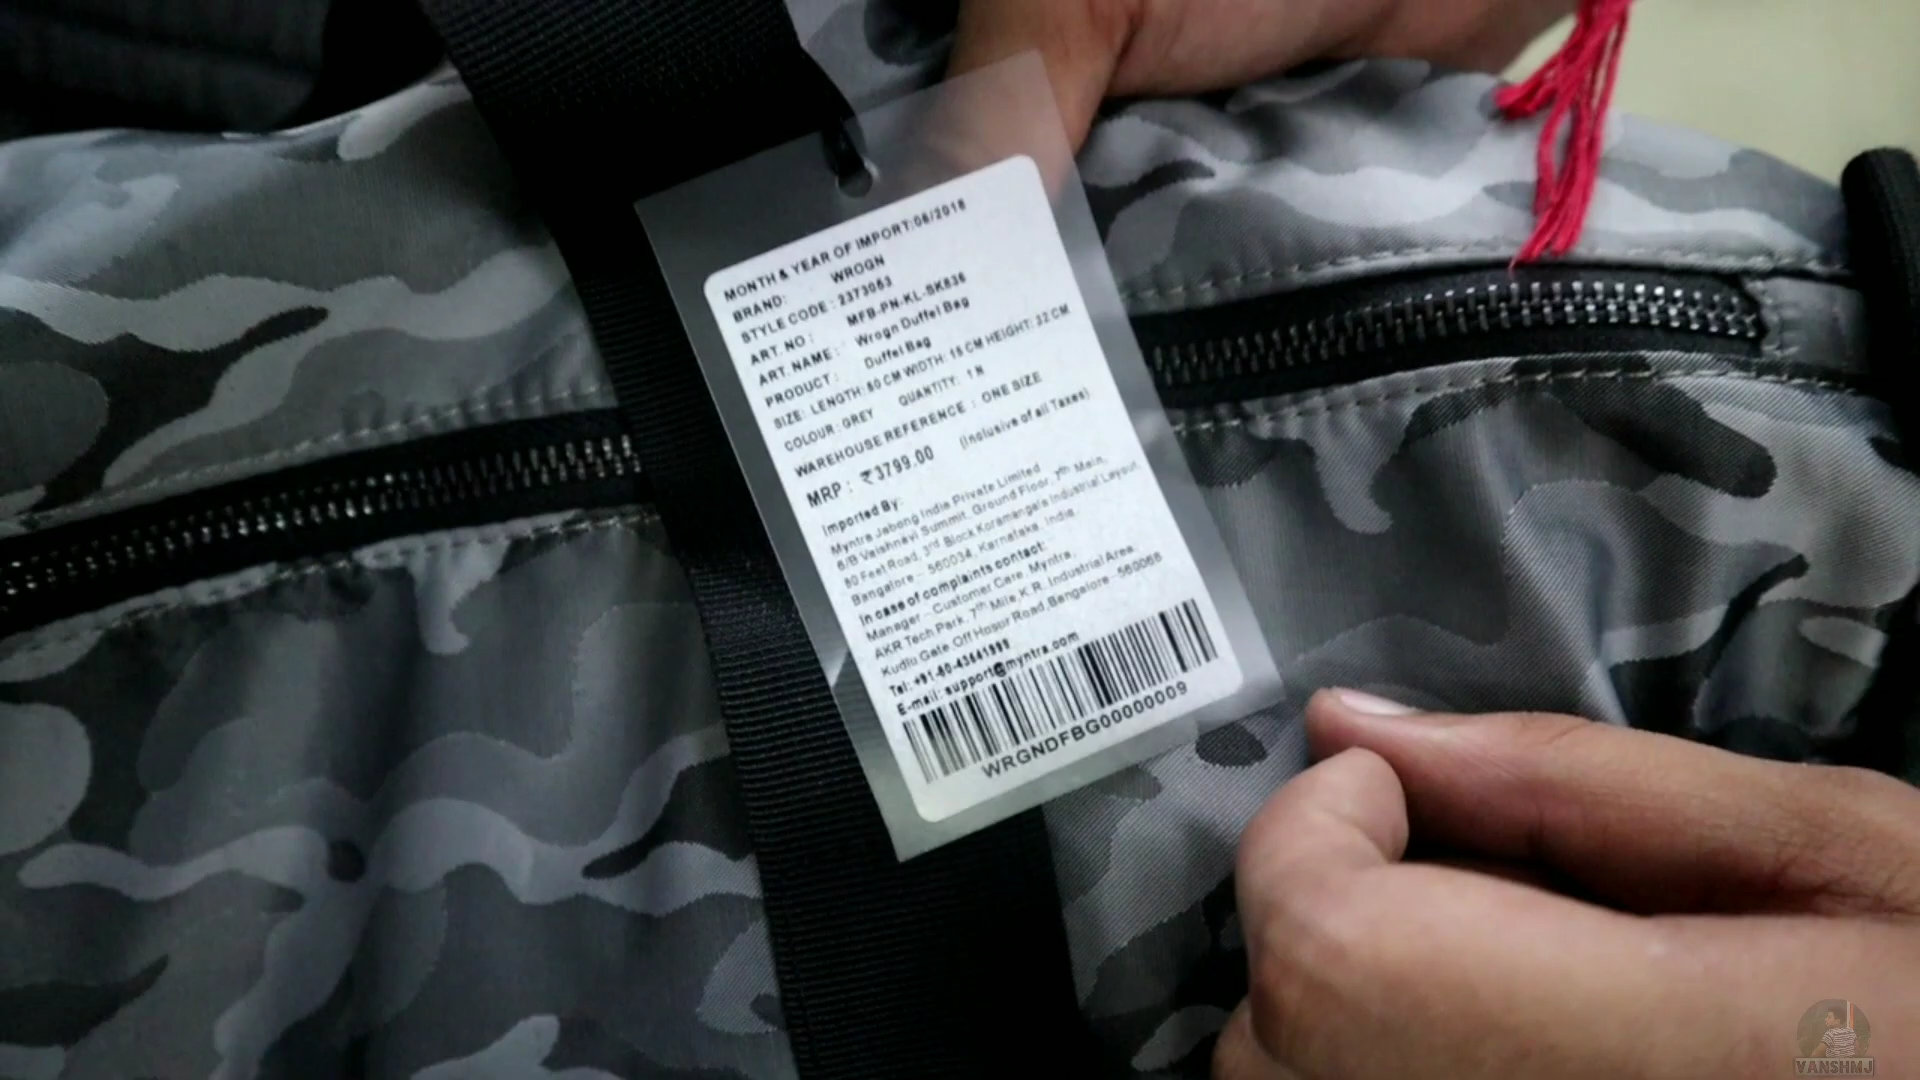 MONTH & YEAR OF IMPORT:06/2018
BRAND: WROGN
STYLE CODE : 2373063
ART. NO : MFB-PN-KL-SK636
ART. NAME : Wrogn Duffel Bag
PRODUCT : Duffel Bag
SIZE: LENGTH: 50 CM WIDTH: 15 CM HEIGHT: 32 CM
COLOUR : GREY QUANTITY: 1 N
WAREHOUSE REFERENCE : ONE SIZE
MRP : ₹3799.00 (Inclusive of all Taxes)
Imported By:
Myntra Jabong India Private Limited
6/B Vaishnavi Summit, Ground Floor, 7th Main,
80 Feet Road, 3rd Block Koramangala Industrial Layout,
Bangalore - 560034, Karnataka, India.
In case of complaints contact:
Manager - Customer Care, Myntra,
AKR Tech Park, 7th Mile, K.R. Industrial Area,
Kudlu Gate, Off Hosur Road, Bangalore - 560068
Tel: +91-80-43541999
E-mail: support@myntra.com
WRGNDFBG00000009
VANSHMJ